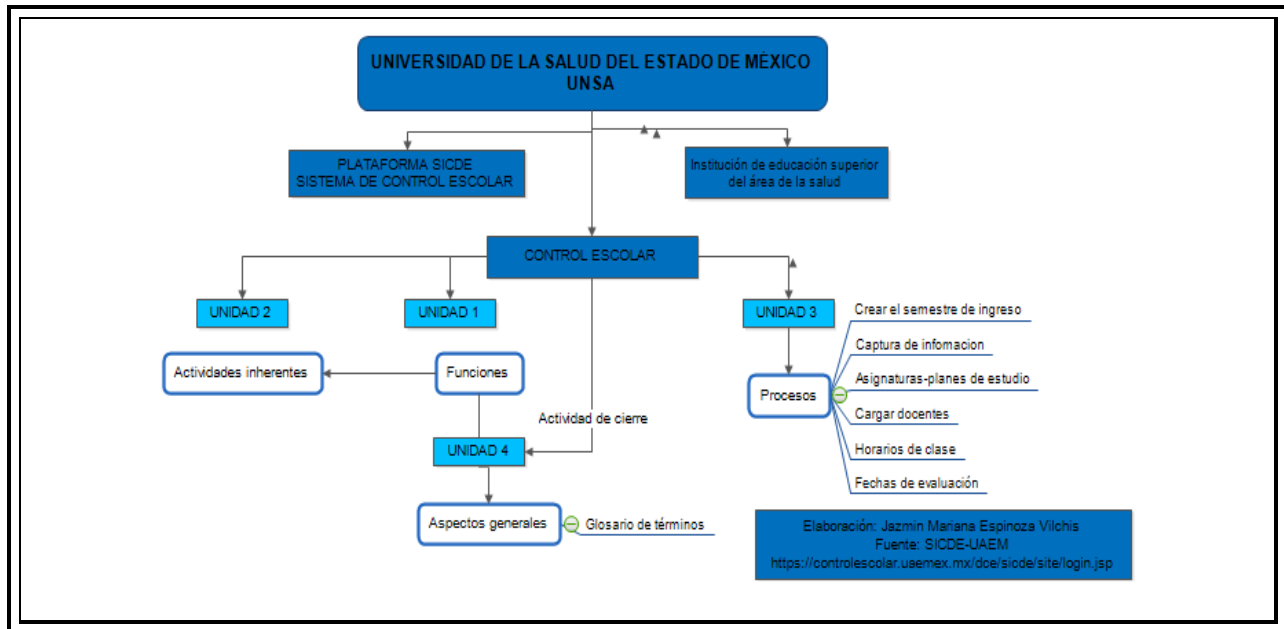 UNIVERSIDAD DE LA SALUD DEL ESTADO DE MÉXICO
UNSA
PLATAFORMA SICDE
SISTEMA DE CONTROL ESCOLAR
Institución de educación superior
del área de la salud
CONTROL ESCOLAR
UNIDAD 2
UNIDAD 1
UNIDAD 3
Crear el semestre de ingreso
Captura de infomacion
Asignaturas-planes de estudio
Cargar docentes
Horarios de clase
Fechas de evaluación
Procesos
Actividades inherentes
Funciones
Actividad de cierre
UNIDAD 4
Aspectos generales
Glosario de términos
Elaboración: Jazmin Mariana Espinoza Vilchis
Fuente: SICDE-UAEM
https://controlescolar.uaemex.mx/dce/sicde/site/login.jsp